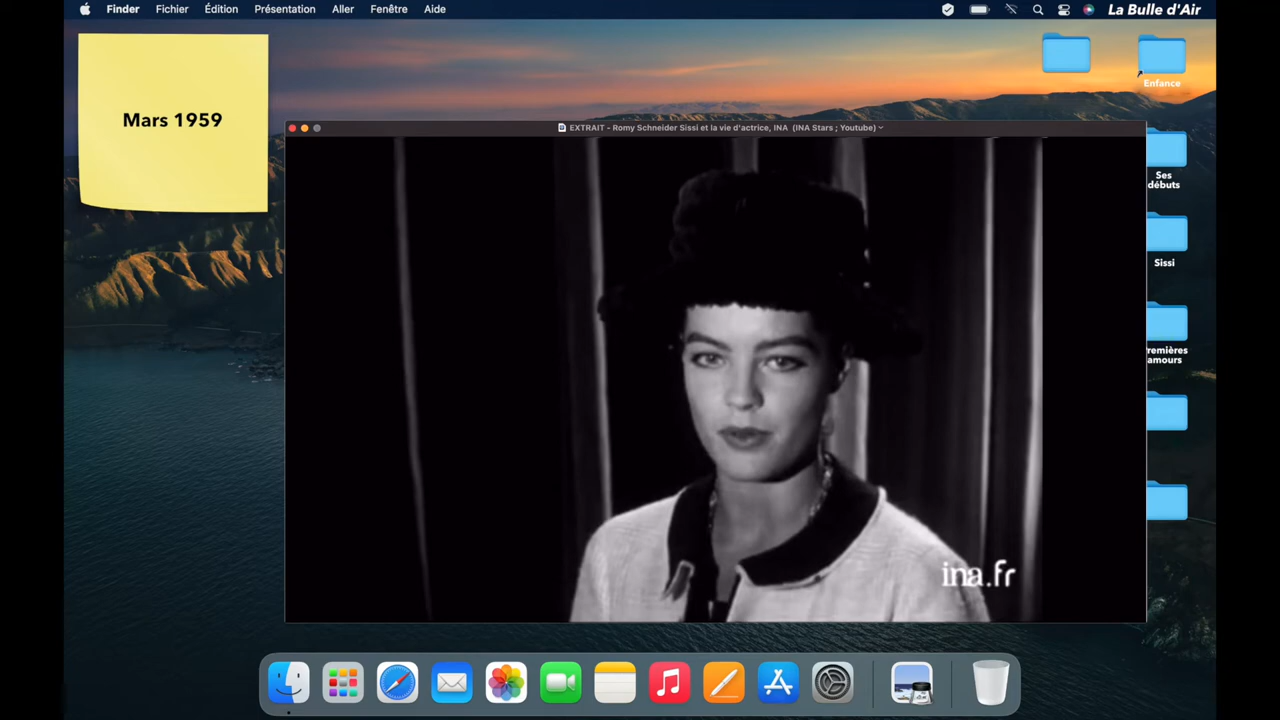 Finder Fichier Édition Présentation Aller Fenêtre Aide La Bulle d'Air
Mars 1959
Enfance
EXTRAIT - Romy Schneider Sissi et la vie d'actrice, INA (INA Stars ; Youtube)
Ses
débuts
Sissi
remières
amours
ina.fr